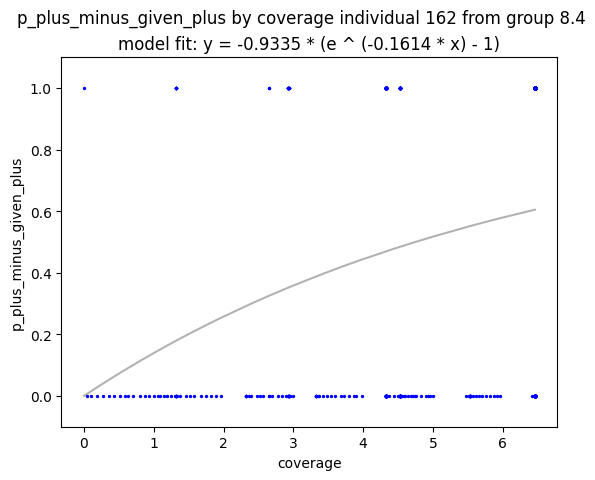 p_plus_minus_given_plus by coverage individual 162 from group 8.4
model fit: y = -0.9335 * (e ^ (-0.1614 * x) - 1)
1.0
0.8
0.6
0.4
0.2
0.0
p_plus_minus_given_plus
0 1 2 3 4 5 6
coverage